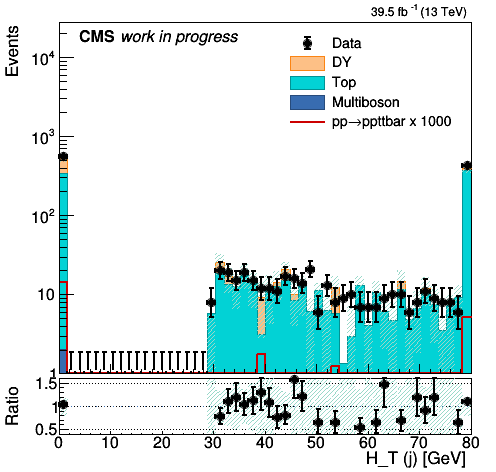 39.5 fb⁻¹ (13 TeV)
CMS work in progress
Data
DY
Top
Multiboson
pp→ppttbar x 1000
Events
10³
10²
10
1
Ratio
1.5
1
0.5
0 10 20 30 40 50 60 70 80
H_T (j) [GeV]